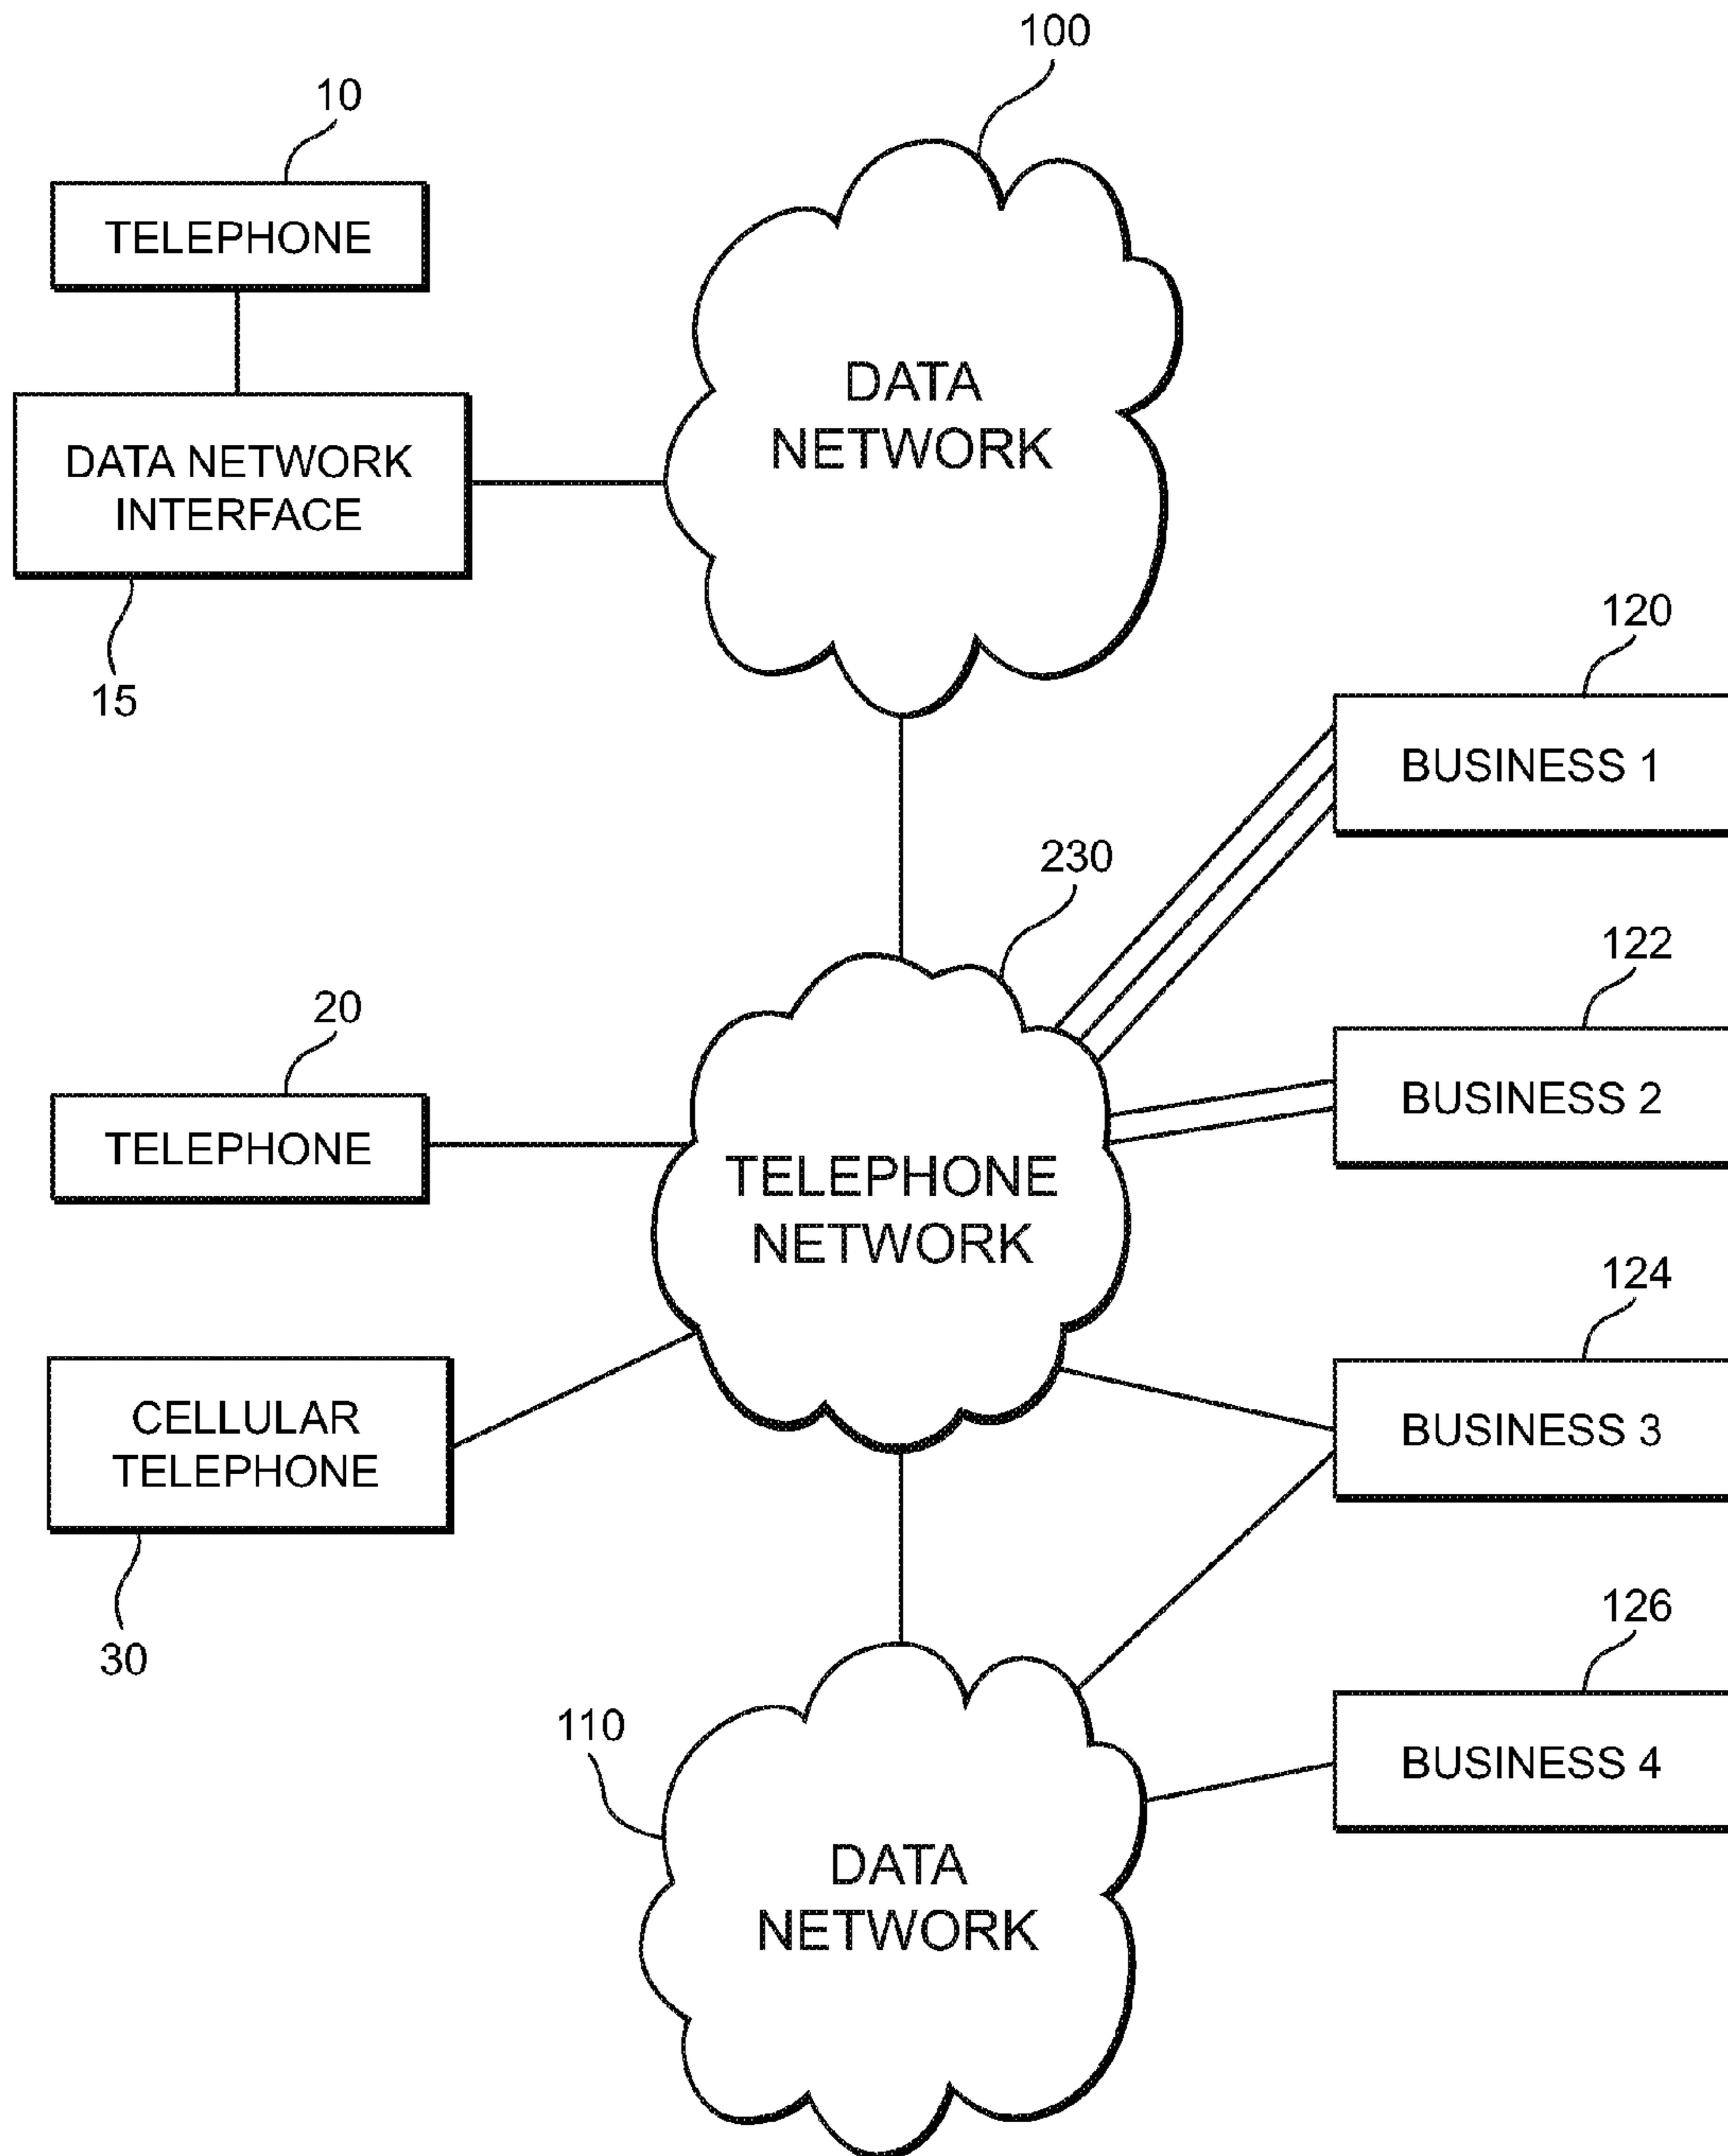 100
10
TELEPHONE
DATA NETWORK
INTERFACE
15
DATA
NETWORK
120
BUSINESS 1
230
122
BUSINESS 2
20
TELEPHONE
TELEPHONE
NETWORK
124
BUSINESS 3
CELLULAR
TELEPHONE
30
126
BUSINESS 4
110
DATA
NETWORK